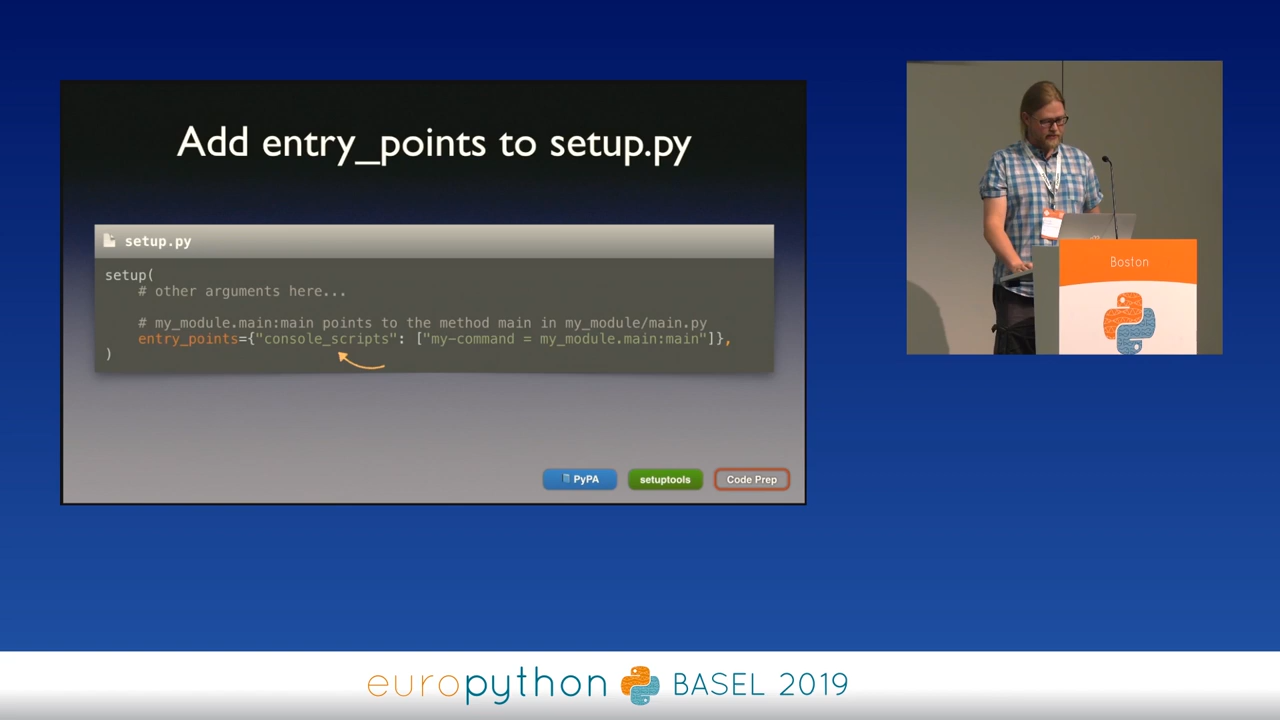 Add entry_points to setup.py
setup.py
setup(
# other arguments here...
# my_module.main:main points to the method main in my_module/main.py
entry_points={"console_scripts": ["my-command = my_module.main:main"]},
)
PyPA
setuptools
Code Prep
Boston
europython BASEL 2019